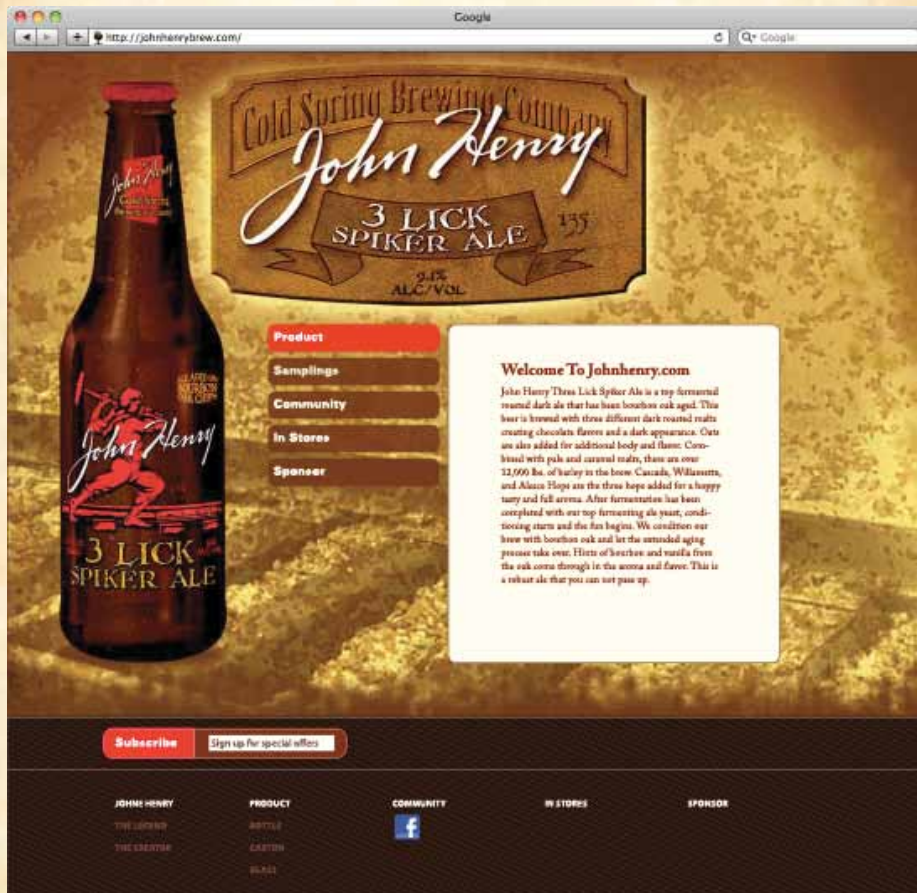 Google
http://johnhenrybrew.com/
Google
Cold Spring Brewing Company
John Henry
3 LICK
SPIKER ALE
135
9.1%
ALC/VOL
John Henry
Cold Spring
BOURBON
OAK CHIPS
John Henry
3 LICK
SPIKER ALE
Product
Samplings
Community
In Stores
Sponsor
Welcome To Johnhenry.com
John Henry Three Lick Spiker Ale is a top fermented
roasted dark ale that has been bourbon oak aged. This
beer is brewed with three different dark roasted malts
creating chocolate flavors and a dark appearance. Oats
are also added for additional body and flavor. Com-
bined with pale and caramel malts, there are over
12,000 lbs. of barley in the brew. Cascade, Willamette,
and Alsace Hops are the three hops added for a hoppy
tasty and full aroma. After fermentation has been
completed with our top fermenting ale yeast, condi-
tioning starts and the fun begins. We condition our
brew with bourbon oak and let the extended aging
process take over. Hints of bourbon and vanilla from
the oak come through in the aroma and flavor. This is
a robust ale that you can not pass up.
Subscribe
Sign up for special offers
JOHNE HENRY PRODUCT COMMUNITY IN STORES SPONSOR
THE LEGEND BOTTLE f
THE CREATOR CARTON
GLASS